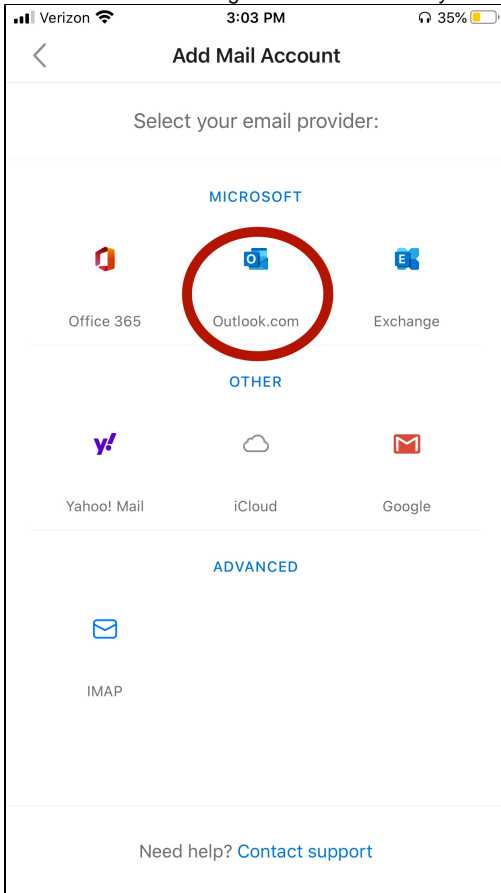 Verizon 3:03 PM 35%
Add Mail Account
Select your email provider:
MICROSOFT
Office 365 Outlook.com Exchange
OTHER
Yahoo! Mail iCloud Google
ADVANCED
IMAP
Need help? Contact support